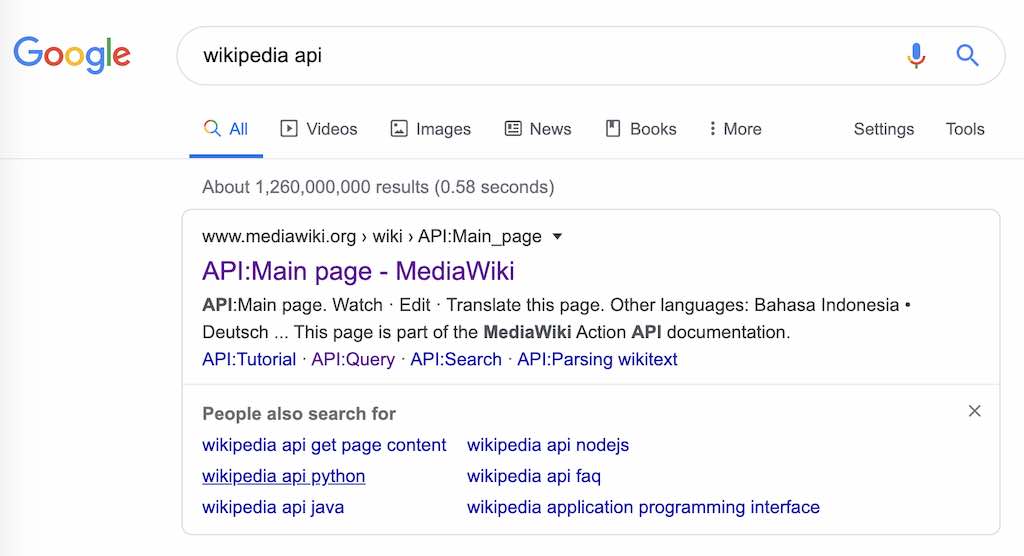 Google
wikipedia api
All Videos Images News Books More Settings Tools
About 1,260,000,000 results (0.58 seconds)
www.mediawiki.org › wiki › API:Main_page
API:Main page - MediaWiki
API:Main page. Watch · Edit · Translate this page. Other languages: Bahasa Indonesia •
Deutsch ... This page is part of the MediaWiki Action API documentation.
API:Tutorial · API:Query · API:Search · API:Parsing wikitext
People also search for
wikipedia api get page content wikipedia api nodejs
wikipedia api python wikipedia api faq
wikipedia api java wikipedia application programming interface